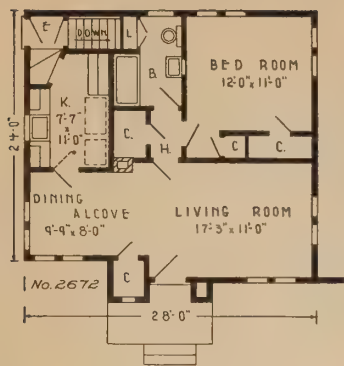 E
DOWN
L
BED ROOM
12'-0" x 11'-0"
B.
K.
7'-7"
x
11'-0"
C.
H.
C
C.
24'-0"
DINING
ALCOVE
9'-9" x 8'-0"
LIVING ROOM
17'-3" x 11'-0"
C
No. 2672
28'-0"